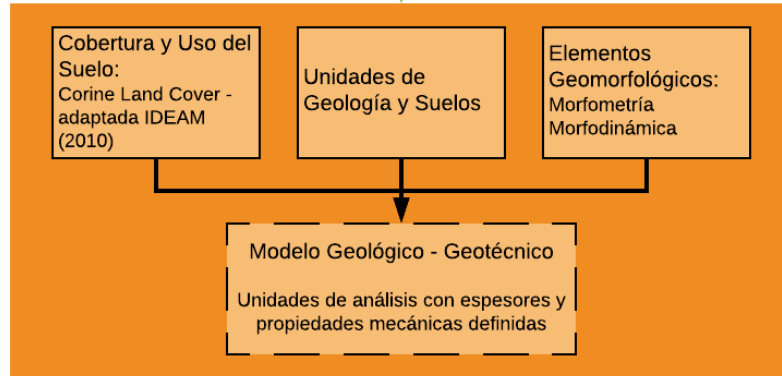 Cobertura y Uso del
Suelo:
Corine Land Cover -
adaptada IDEAM
(2010)
Unidades de
Geología y Suelos
Elementos
Geomorfológicos:
Morfometría
Morfodinámica
Modelo Geológico - Geotécnico
Unidades de análisis con espesores y
propiedades mecánicas definidas